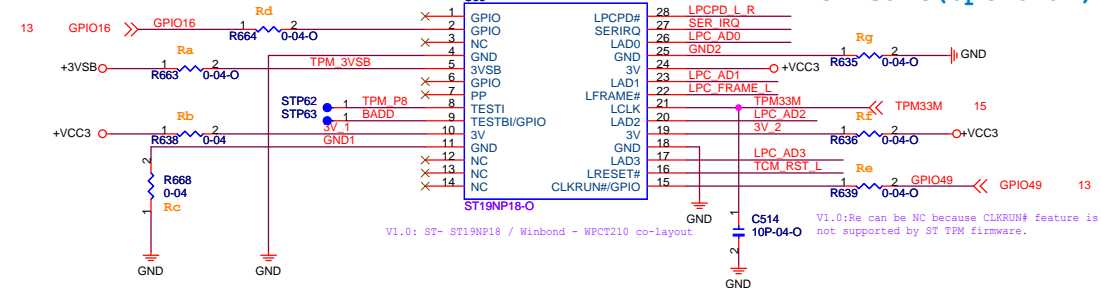 13 GPIO16 GPIO16 Rd
R664 1 2 0-04-O
Ra
+3VSB R663 1 2 0-04-O TPM_3VSB
STP62 1 TPM_P8
STP63 1 BADD
Rb
+VCC3 R638 1 2 0-04 3V_1
GND1
2
R668
0-04
1
Rc
GND
GND
1 GPIO LPCPD# 28 LPCPD_L_R
2 GPIO SERIRQ 27 SER_IRQ
3 NC LAD0 26 LPC_AD0
4 GND GND 25 GND2
5 3VSB 3V 24 +VCC3
6 GPIO LAD1 23 LPC_AD1
7 PP LFRAME# 22 LPC_FRAME_L
8 TESTI LCLK 21 TPM33M
9 TESTBI/GPIO LAD2 20 LPC_AD2
10 3V 3V 19 3V_2
11 GND GND 18
12 NC LAD3 17 LPC_AD3
13 NC LRESET# 16 TCM_RST_L
14 NC CLKRUN#/GPIO 15
ST19NP18-O
V1.0: ST- ST19NP18 / Winbond - WPCT210 co-layout
Rg
R635 1 2 0-04-O GND
TPM33M 15
Rf
R636 1 2 0-04-O +VCC3
Re
R639 1 2 0-04-O GPIO49 GPIO49 13
GND
1
C514
10P-04-O
2
GND
V1.0:Re can be NC because CLKRUN# feature is
not supported by ST TPM firmware.